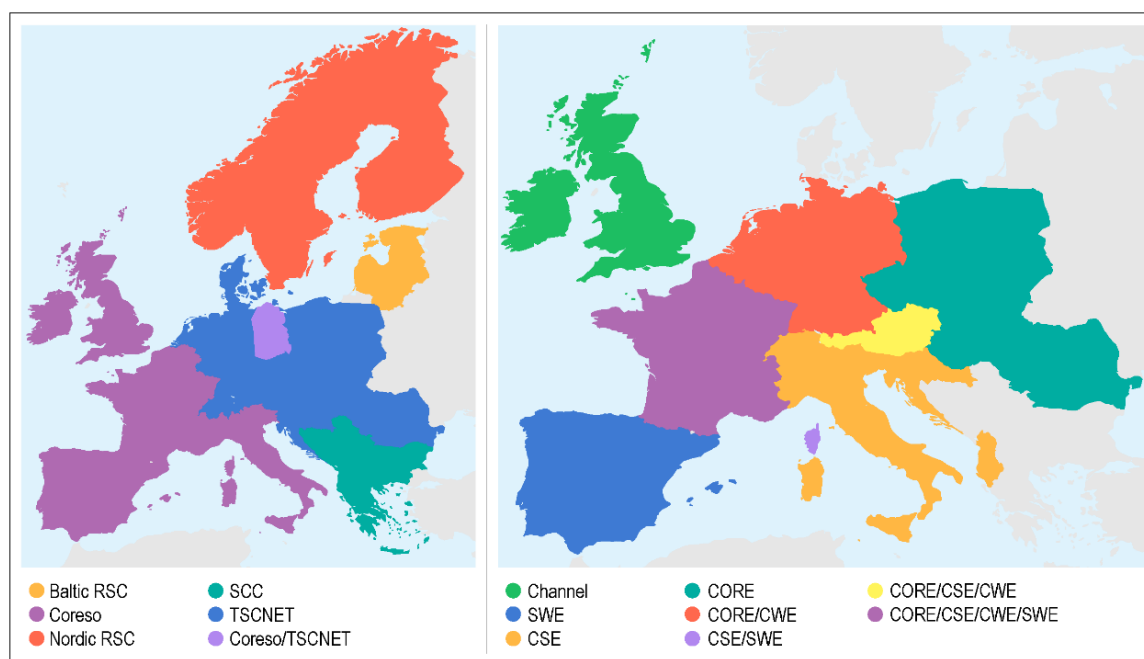 Baltic RSC
Coreso
Nordic RSC
SCC
TSCNET
Coreso/TSCNET
Channel
SWE
CSE
CORE
CORE/CWE
CSE/SWE
CORE/CSE/CWE
CORE/CSE/CWE/SWE